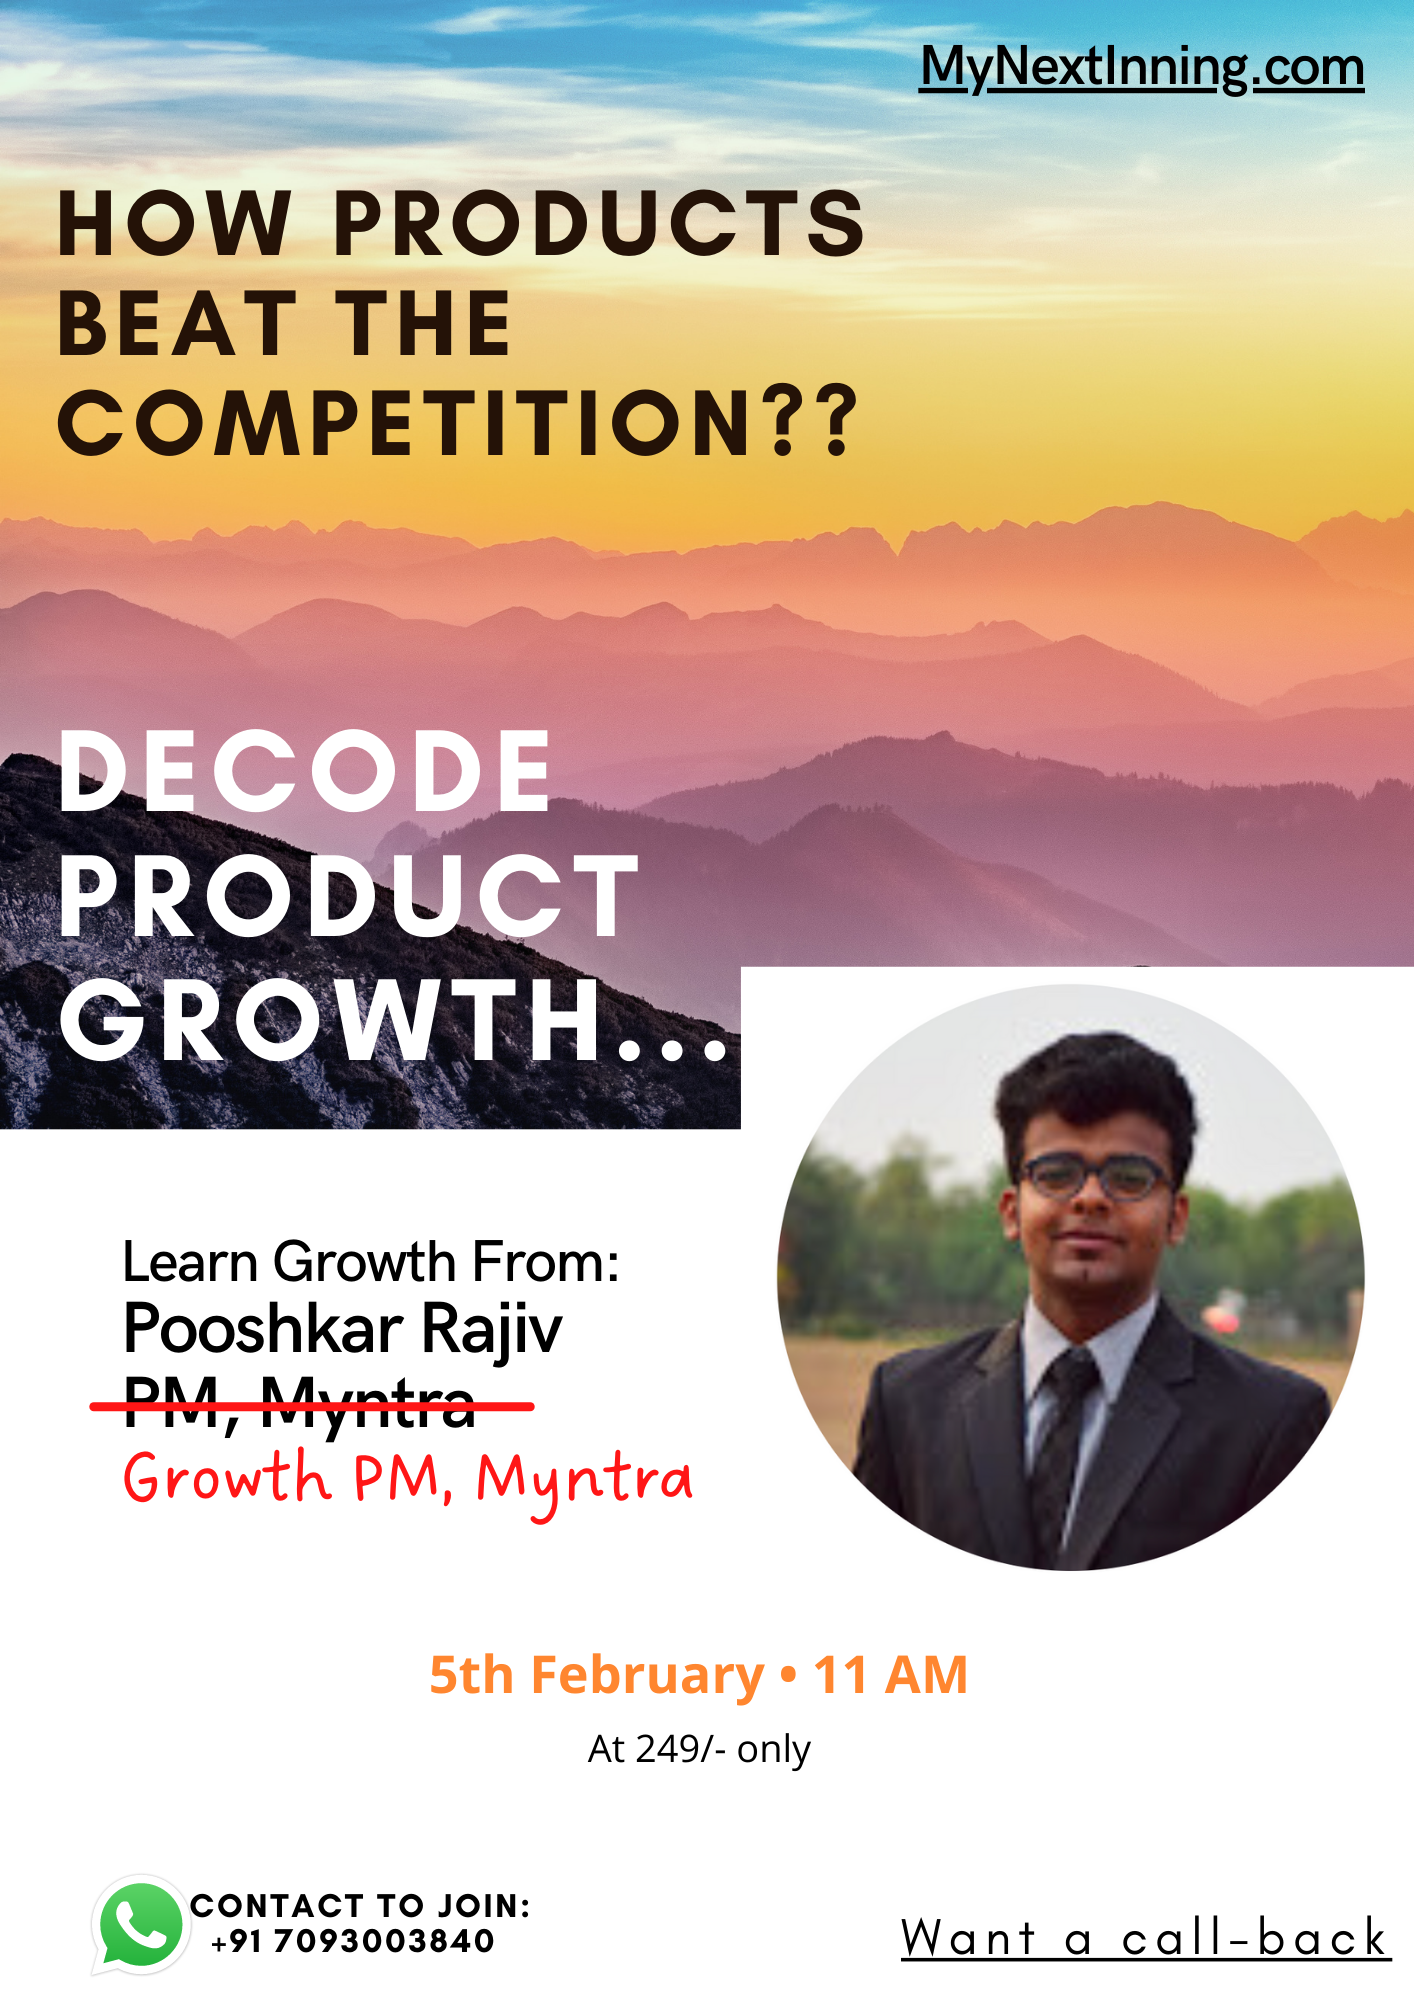 MyNextInning.com
HOW PRODUCTS
BEAT THE
COMPETITION??
DECODE
PRODUCT
GROWTH...
Learn Growth From:
Pooshkar Rajiv
PM, Myntra
Growth PM, Myntra
5th February • 11 AM
At 249/- only
CONTACT TO JOIN:
+91 7093003840
Want a call-back